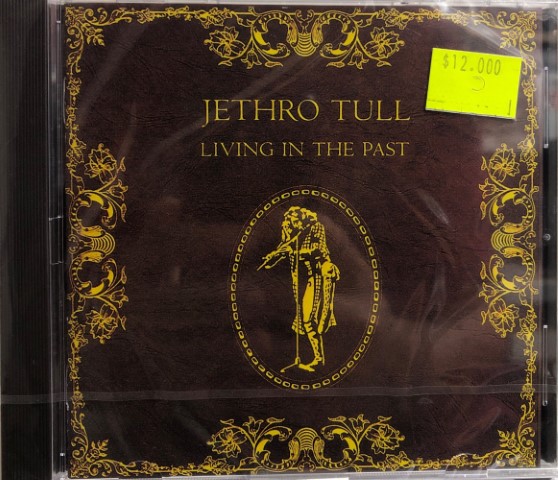 $12.000
JETHRO TULL
LIVING IN THE PAST